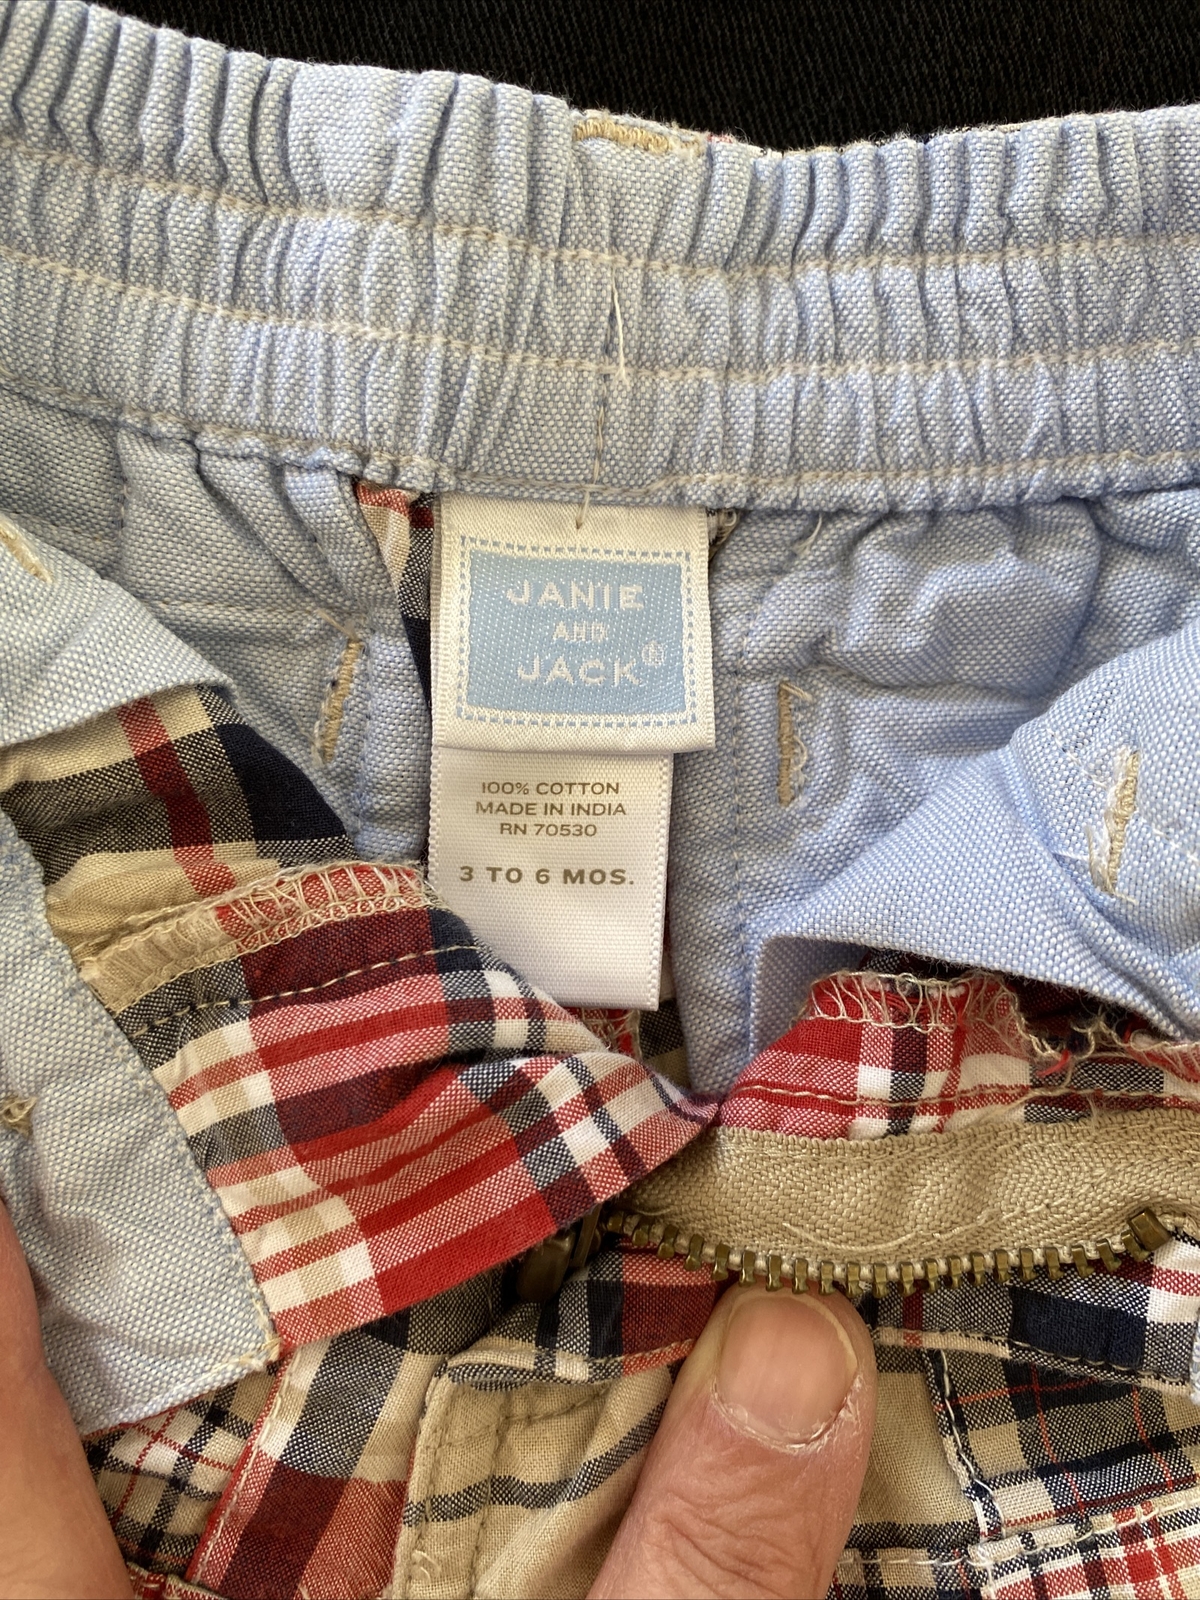 JANIE
AND
JACK®
100% COTTON
MADE IN INDIA
RN 70530
3 TO 6 MOS.